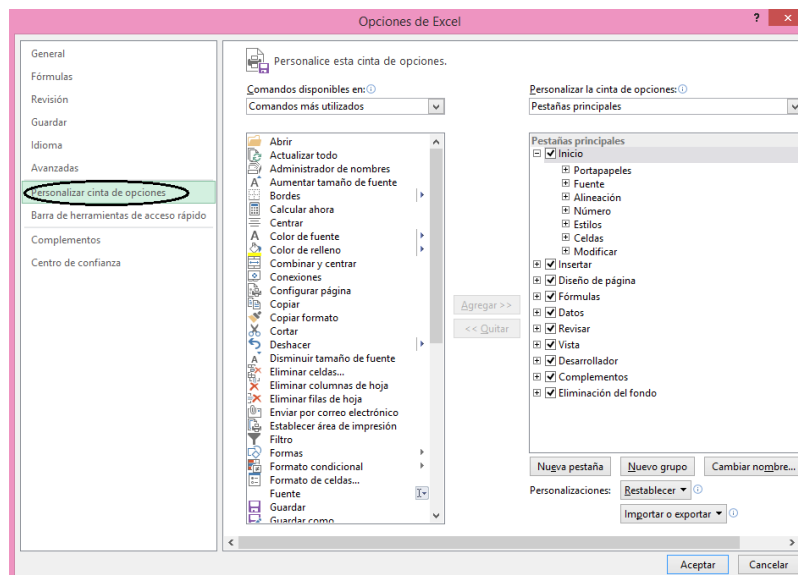 Opciones de Excel
?
General
Fórmulas
Revisión
Guardar
Idioma
Avanzadas
Personalizar cinta de opciones
Barra de herramientas de acceso rápido
Complementos
Centro de confianza
Personalice esta cinta de opciones.
Comandos disponibles en:
Comandos más utilizados
Abrir
Actualizar todo
Administrador de nombres
Aumentar tamaño de fuente
Bordes
Calcular ahora
Centrar
Color de fuente
Color de relleno
Combinar y centrar
Conexiones
Configurar página
Copiar
Copiar formato
Cortar
Deshacer
Disminuir tamaño de fuente
Eliminar celdas...
Eliminar columnas de hoja
Eliminar filas de hoja
Enviar por correo electrónico
Establecer área de impresión
Filtro
Formas
Formato condicional
Formato de celdas...
Fuente
Guardar
Guardar como
Agregar >>
<< Quitar
Personalizar la cinta de opciones:
Pestañas principales
Pestañas principales
Inicio
Portapapeles
Fuente
Alineación
Número
Estilos
Celdas
Modificar
Insertar
Diseño de página
Fórmulas
Datos
Revisar
Vista
Desarrollador
Complementos
Eliminación del fondo
Nueva pestaña
Nuevo grupo
Cambiar nombre...
Personalizaciones:
Restablecer
Importar o exportar
Aceptar
Cancelar